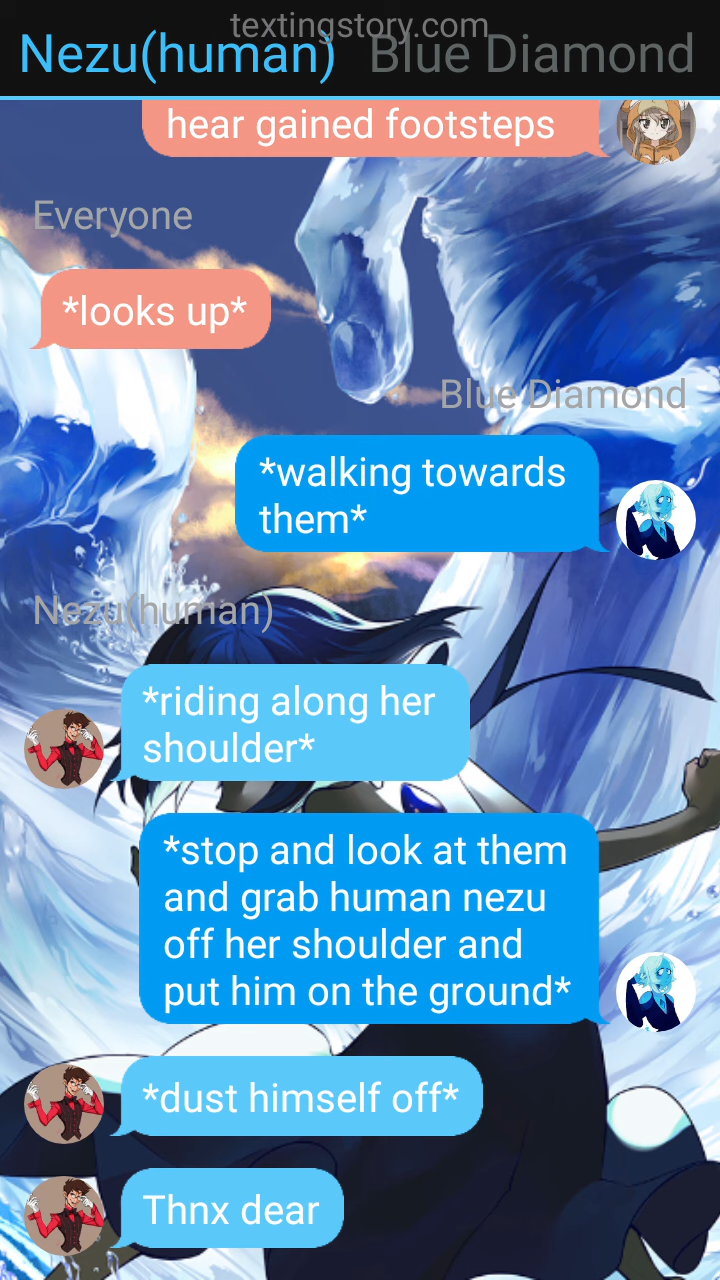 textingstory.com
Nezu(human) Blue Diamond
hear gained footsteps
Everyone
*looks up*
Blue Diamond
*walking towards
them*
Nezu(human)
*riding along her
shoulder*
*stop and look at them
and grab human nezu
off her shoulder and
put him on the ground*
*dust himself off*
Thnx dear